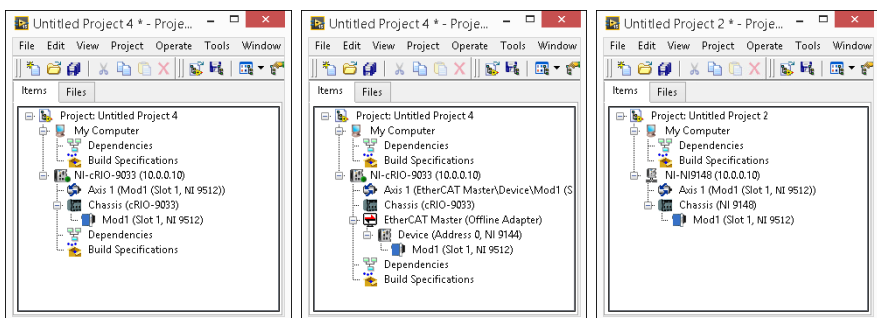 Untitled Project 4 * - Proje...
File Edit View Project Operate Tools Window
Items Files
Project: Untitled Project 4
My Computer
Dependencies
Build Specifications
NI-cRIO-9033 (10.0.0.10)
Axis 1 (Mod1 (Slot 1, NI 9512))
Chassis (cRIO-9033)
Mod1 (Slot 1, NI 9512)
Dependencies
Build Specifications
Untitled Project 4 * - Proje...
File Edit View Project Operate Tools Window
Items Files
Project: Untitled Project 4
My Computer
Dependencies
Build Specifications
NI-cRIO-9033 (10.0.0.10)
Axis 1 (EtherCAT Master\Device\Mod1 (S
Chassis (cRIO-9033)
EtherCAT Master (Offline Adapter)
Device (Address 0, NI 9144)
Mod1 (Slot 1, NI 9512)
Dependencies
Build Specifications
Untitled Project 2 * - Proje...
File Edit View Project Operate Tools Window
Items Files
Project: Untitled Project 2
My Computer
Dependencies
Build Specifications
NI-NI9148 (10.0.0.10)
Axis 1 (Mod1 (Slot 1, NI 9512))
Chassis (NI 9148)
Mod1 (Slot 1, NI 9512)